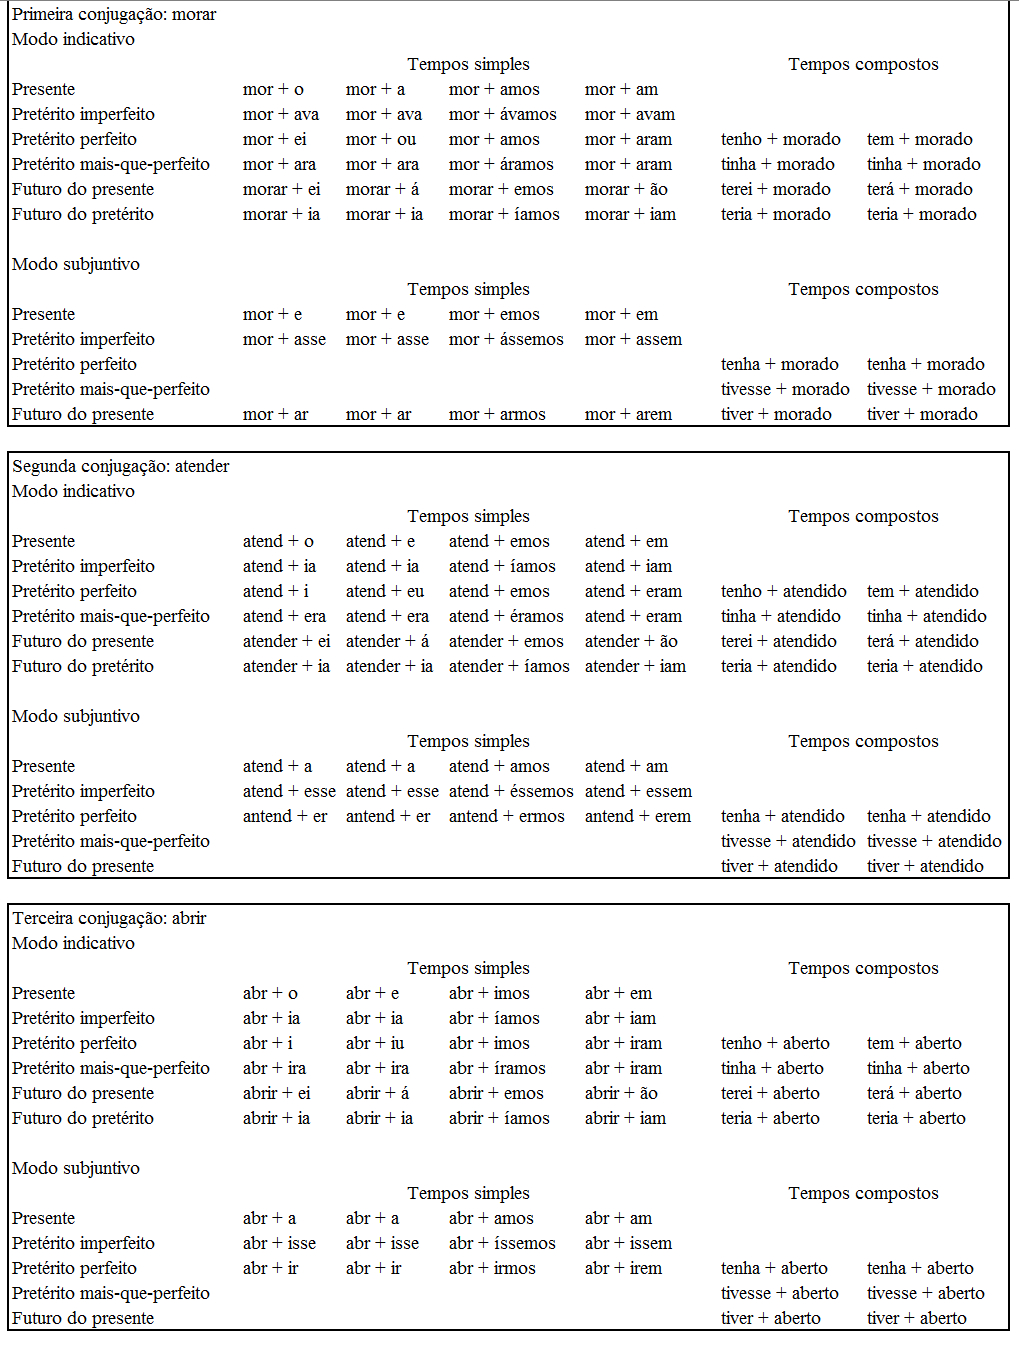 Primeira conjugação: morar
Modo indicativo
Tempos simples Tempos compostos
Presente mor + o mor + a mor + amos mor + am
Pretérito imperfeito mor + ava mor + ava mor + ávamos mor + avam
Pretérito perfeito mor + ei mor + ou mor + amos mor + aram tenho + morado tem + morado
Pretérito mais-que-perfeito mor + ara mor + ara mor + áramos mor + aram tinha + morado tinha + morado
Futuro do presente morar + ei morar + á morar + emos morar + ão terei + morado terá + morado
Futuro do pretérito morar + ia morar + ia morar + íamos morar + iam teria + morado teria + morado
Modo subjuntivo
Tempos simples Tempos compostos
Presente mor + e mor + e mor + emos mor + em
Pretérito imperfeito mor + asse mor + asse mor + ássemos mor + assem
Pretérito perfeito tenha + morado tenha + morado
Pretérito mais-que-perfeito tivesse + morado tivesse + morado
Futuro do presente mor + ar mor + ar mor + armos mor + arem tiver + morado tiver + morado
Segunda conjugação: atender
Modo indicativo
Tempos simples Tempos compostos
Presente atend + o atend + e atend + emos atend + em
Pretérito imperfeito atend + ia atend + ia atend + íamos atend + iam
Pretérito perfeito atend + i atend + eu atend + emos atend + eram tenho + atendido tem + atendido
Pretérito mais-que-perfeito atend + era atend + era atend + éramos atend + eram tinha + atendido tinha + atendido
Futuro do presente atender + ei atender + á atender + emos atender + ão terei + atendido terá + atendido
Futuro do pretérito atender + ia atender + ia atender + íamos atender + iam teria + atendido teria + atendido
Modo subjuntivo
Tempos simples Tempos compostos
Presente atend + a atend + a atend + amos atend + am
Pretérito imperfeito atend + esse atend + esse atend + éssemos atend + essem
Pretérito perfeito antend + er antend + er antend + ermos antend + erem tenha + atendido tenha + atendido
Pretérito mais-que-perfeito tivesse + atendido tivesse + atendido
Futuro do presente tiver + atendido tiver + atendido
Terceira conjugação: abrir
Modo indicativo
Tempos simples Tempos compostos
Presente abr + o abr + e abr + imos abr + em
Pretérito imperfeito abr + ia abr + ia abr + íamos abr + iam
Pretérito perfeito abr + i abr + iu abr + imos abr + iram tenho + aberto tem + aberto
Pretérito mais-que-perfeito abr + ira abr + ira abr + íramos abr + iram tinha + aberto tinha + aberto
Futuro do presente abrir + ei abrir + á abrir + emos abrir + ão terei + aberto terá + aberto
Futuro do pretérito abrir + ia abrir + ia abrir + íamos abrir + iam teria + aberto teria + aberto
Modo subjuntivo
Tempos simples Tempos compostos
Presente abr + a abr + a abr + amos abr + am
Pretérito imperfeito abr + isse abr + isse abr + íssemos abr + issem
Pretérito perfeito abr + ir abr + ir abr + irmos abr + irem tenha + aberto tenha + aberto
Pretérito mais-que-perfeito tivesse + aberto tivesse + aberto
Futuro do presente tiver + aberto tiver + aberto